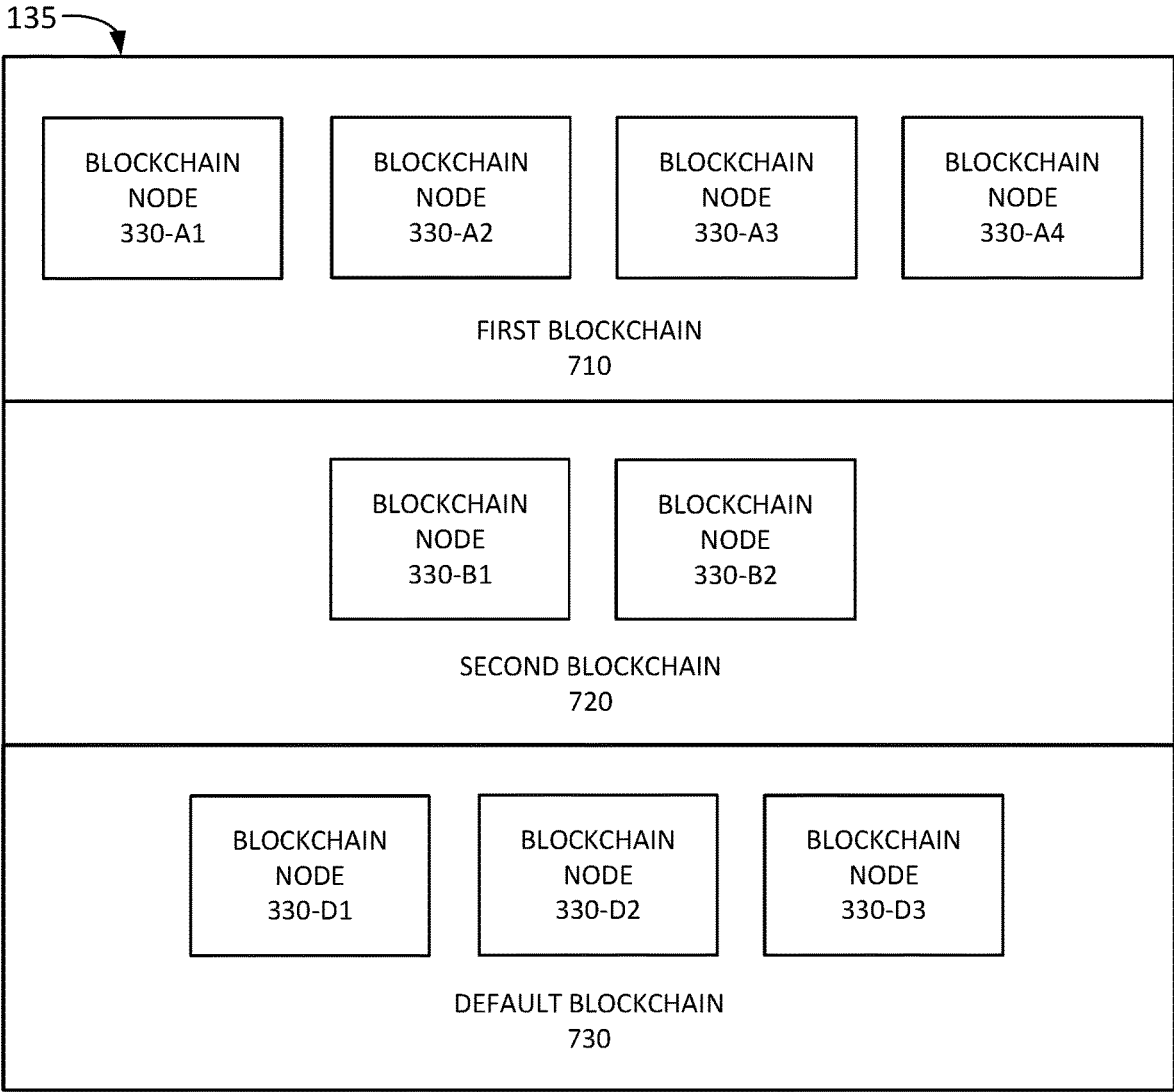 135
BLOCKCHAIN
NODE
330-A1
BLOCKCHAIN
NODE
330-A2
BLOCKCHAIN
NODE
330-A3
BLOCKCHAIN
NODE
330-A4
FIRST BLOCKCHAIN
710
BLOCKCHAIN
NODE
330-B1
BLOCKCHAIN
NODE
330-B2
SECOND BLOCKCHAIN
720
BLOCKCHAIN
NODE
330-D1
BLOCKCHAIN
NODE
330-D2
BLOCKCHAIN
NODE
330-D3
DEFAULT BLOCKCHAIN
730